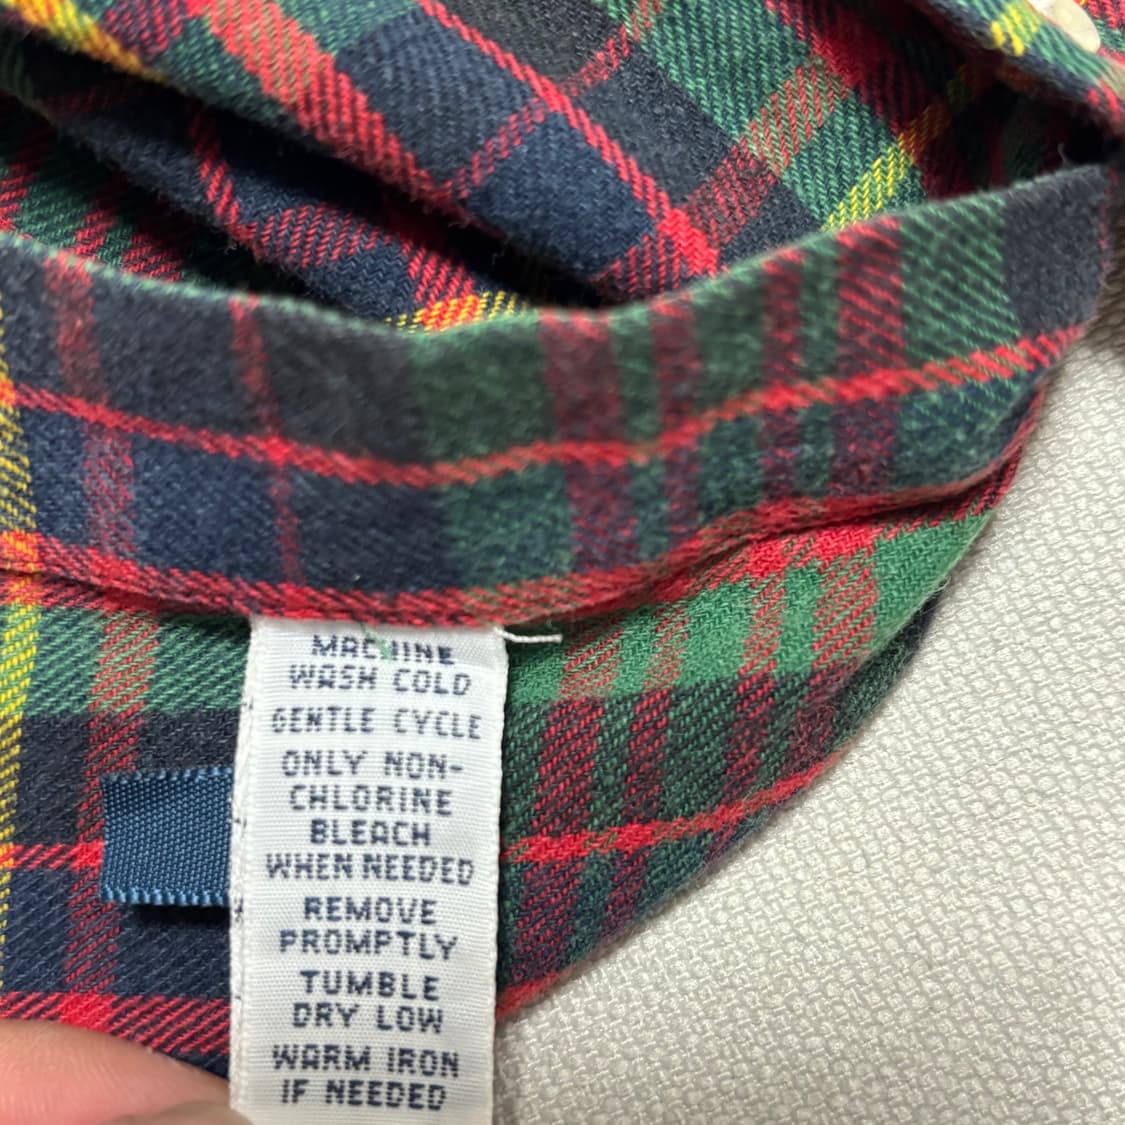 MACHINE
WASH COLD
GENTLE CYCLE
ONLY NON-
CHLORINE
BLEACH
WHEN NEEDED
REMOVE
PROMPTLY
TUMBLE
DRY LOW
WARM IRON
IF NEEDED